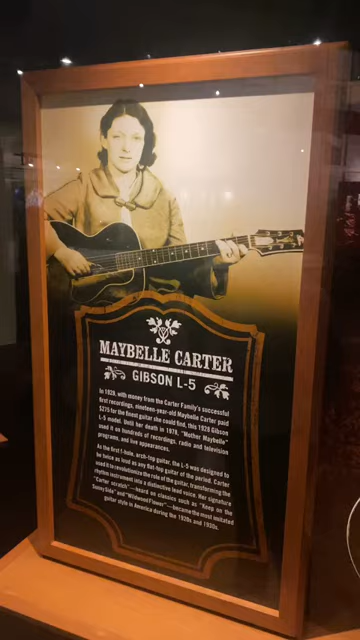 MAYBELLE CARTER
GIBSON L-5
In 1928, with money from the Carter Family's successful
first recordings, nineteen-year-old Maybelle Carter paid
$275 for the finest guitar she could find, this 1928 Gibson
L-5 model. Until her death in 1978, "Mother Maybelle"
used it on hundreds of recordings, radio and television
programs, and live appearances.
As the first f-hole, arch-top guitar, the L-5 was designed to
be twice as loud as any flat-top guitar of the period. Carter
used it to revolutionize the role of the guitar, transforming the
rhythm instrument into a distinctive lead voice. Her signature
"Carter scratch"—heard on classics such as "Keep on the
Sunny Side" and "Wildwood Flower"—became the most imitated
guitar style in America during the 1920s and 1930s.